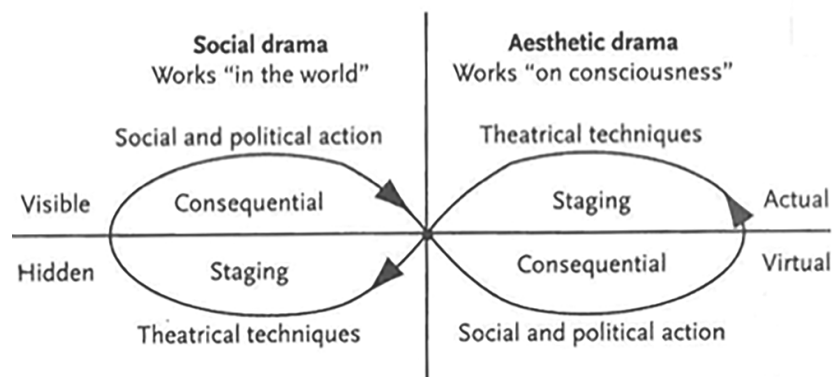 Social drama
Works "in the world"
Aesthetic drama
Works "on consciousness"
Social and political action
Theatrical techniques
Visible
Consequential
Staging
Actual
Hidden
Staging
Consequential
Virtual
Theatrical techniques
Social and political action